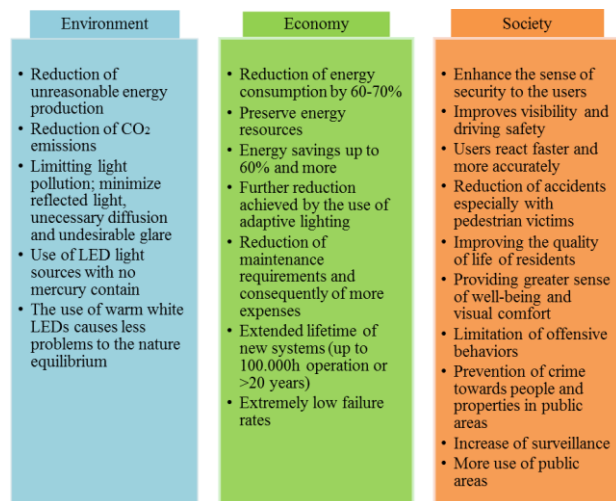 Environment
• Reduction of
unreasonable energy
production
• Reduction of CO₂
emissions
• Limitting light
pollution; minimize
reflected light,
unecessary diffusion
and undesirable glare
• Use of LED light
sources with no
mercury contain
• The use of warm white
LEDs causes less
problems to the nature
equilibrium
Economy
• Reduction of energy
consumption by 60-70%
• Preserve energy
resources
• Energy savings up to
60% and more
• Further reduction
achieved by the use of
adaptive lighting
• Reduction of
maintenance
requirements and
consequently of more
expenses
• Extended lifetime of
new systems (up to
100.000h operation or
>20 years)
• Extremely low failure
rates
Society
• Enhance the sense of
security to the users
• Improves visibility and
driving safety
• Users react faster and
more accurately
• Reduction of accidents
especially with
pedestrian victims
• Improving the quality
of life of residents
• Providing greater sense
of well-being and
visual comfort
• Limitation of offensive
behaviors
• Prevention of crime
towards people and
properties in public
areas
• Increase of surveillance
• More use of public
areas